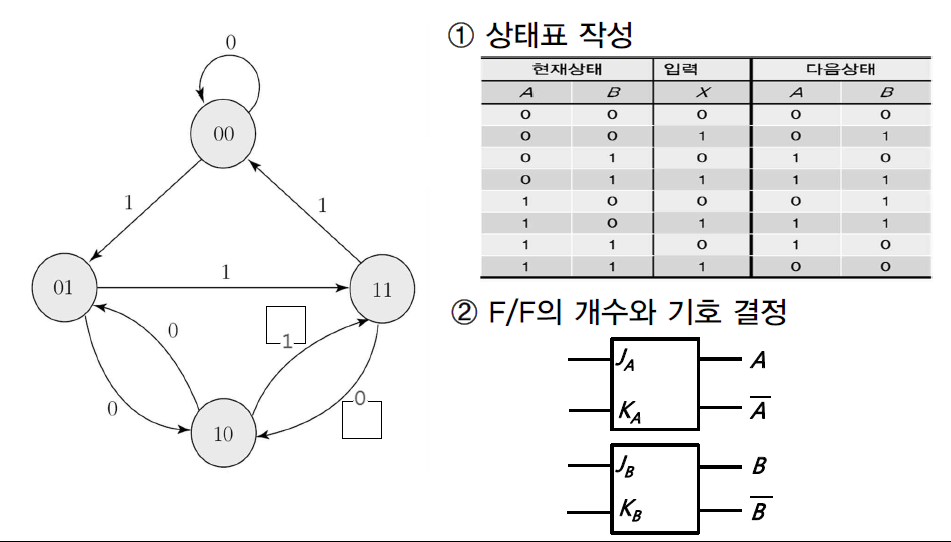 0
00
1
1
01
1
11
0
1
0
0
10
① 상태표 작성
현재상태 입력 다음상태
A B X A B
0 0 0 0 0
0 0 1 0 1
0 1 0 1 0
0 1 1 1 1
1 0 0 0 1
1 0 1 1 1
1 1 0 1 0
1 1 1 0 0
② F/F의 개수와 기호 결정
J_A A
K_A A̅
J_B B
K_B B̅